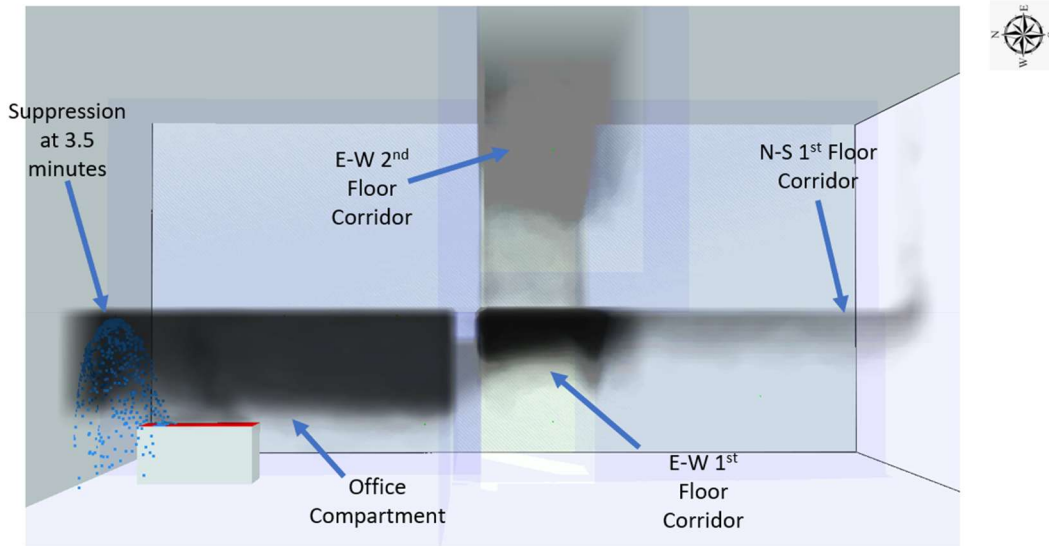 E
N
W
Suppression
at 3.5
minutes
E-W 2nd
Floor
Corridor
N-S 1st Floor
Corridor
Office
Compartment
E-W 1st
Floor
Corridor